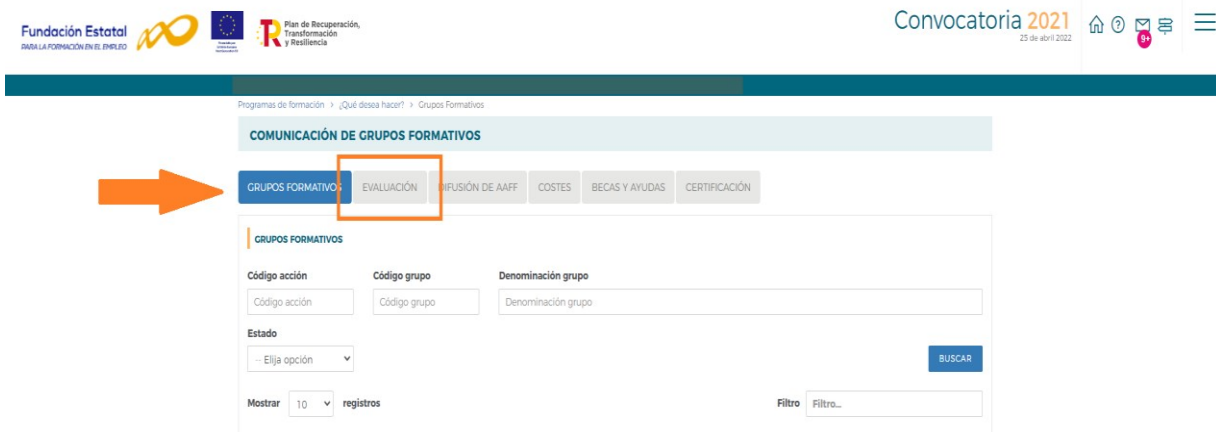 Fundación Estatal
PARA LA FORMACIÓN EN EL EMPLEO
Plan de Recuperación,
Transformación
y Resiliencia
Convocatoria 2021
25 de abril 2022
9+
Programas de formación > ¿Qué desea hacer? > Grupos Formativos
COMUNICACIÓN DE GRUPOS FORMATIVOS
GRUPOS FORMATIVOS EVALUACIÓN DIFUSIÓN DE AAFF COSTES BECAS Y AYUDAS CERTIFICACIÓN
GRUPOS FORMATIVOS
Código acción Código grupo Denominación grupo
Código acción Código grupo Denominación grupo
Estado
-- Elija opción
BUSCAR
Mostrar 10 registros Filtro Filtro...